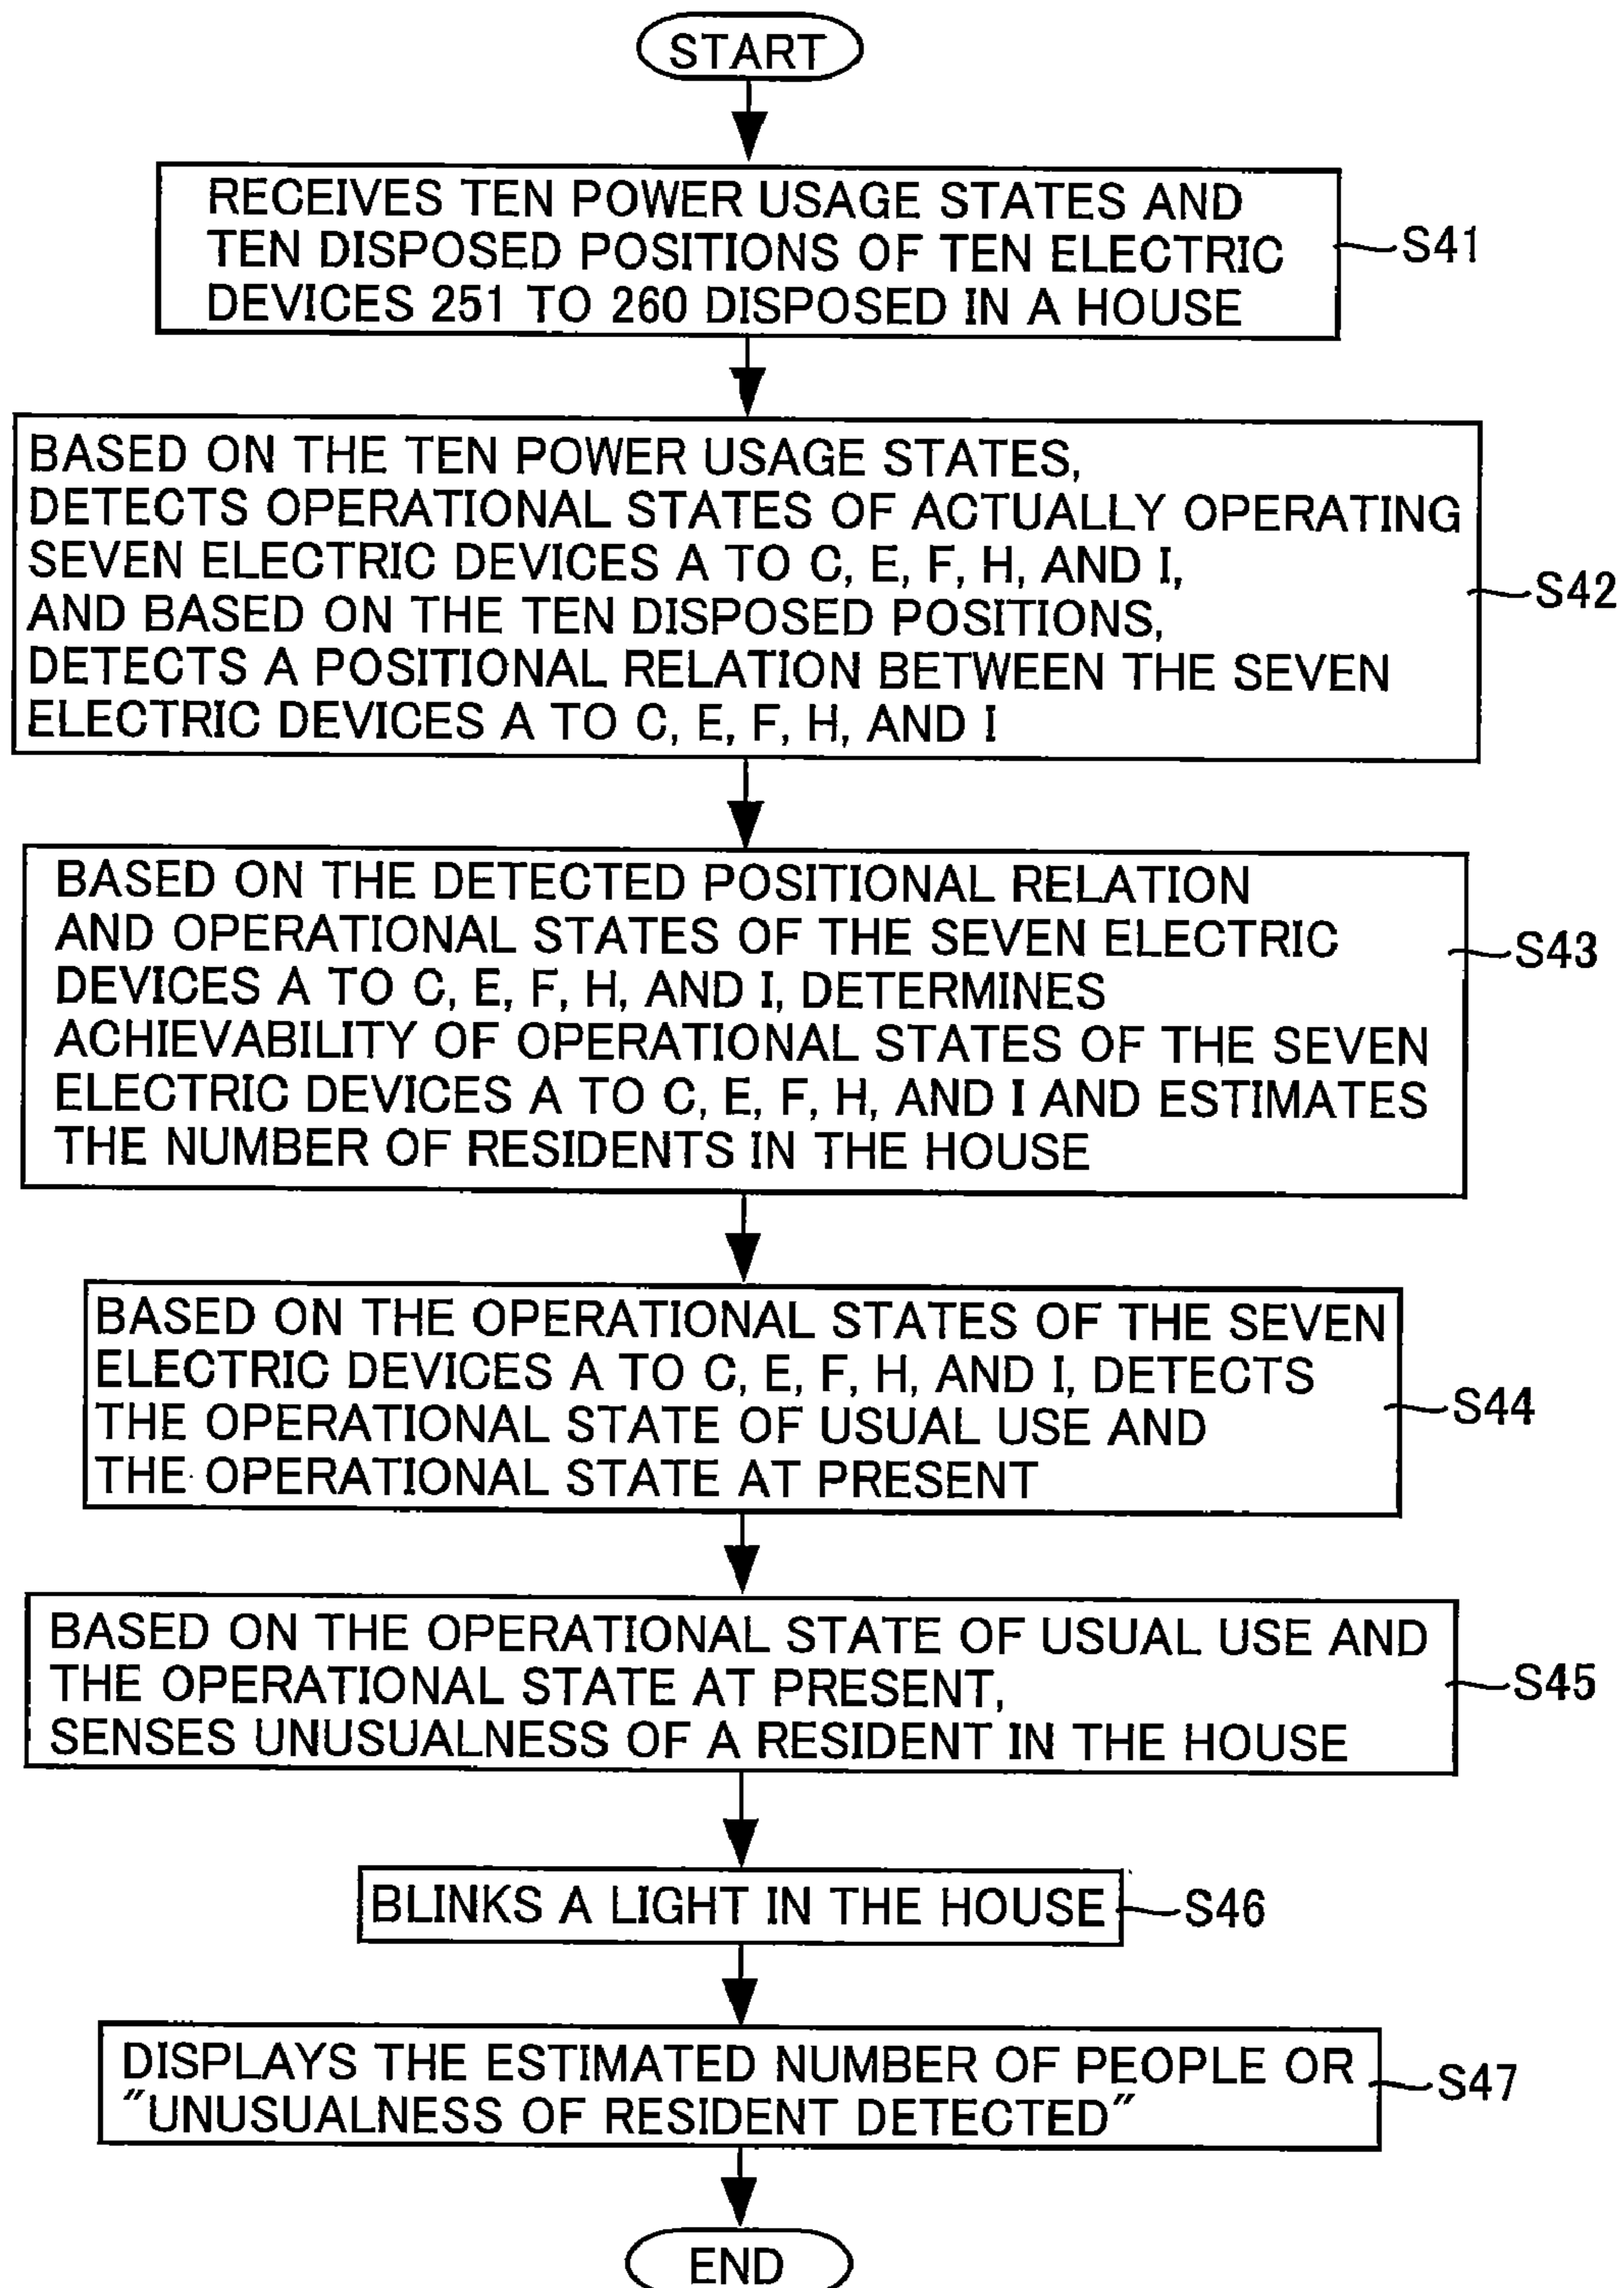 START
RECEIVES TEN POWER USAGE STATES AND
TEN DISPOSED POSITIONS OF TEN ELECTRIC
DEVICES 251 TO 260 DISPOSED IN A HOUSE
S41
BASED ON THE TEN POWER USAGE STATES,
DETECTS OPERATIONAL STATES OF ACTUALLY OPERATING
SEVEN ELECTRIC DEVICES A TO C, E, F, H, AND I,
AND BASED ON THE TEN DISPOSED POSITIONS,
DETECTS A POSITIONAL RELATION BETWEEN THE SEVEN
ELECTRIC DEVICES A TO C, E, F, H, AND I
S42
BASED ON THE DETECTED POSITIONAL RELATION
AND OPERATIONAL STATES OF THE SEVEN ELECTRIC
DEVICES A TO C, E, F, H, AND I, DETERMINES
ACHIEVABILITY OF OPERATIONAL STATES OF THE SEVEN
ELECTRIC DEVICES A TO C, E, F, H, AND I AND ESTIMATES
THE NUMBER OF RESIDENTS IN THE HOUSE
S43
BASED ON THE OPERATIONAL STATES OF THE SEVEN
ELECTRIC DEVICES A TO C, E, F, H, AND I, DETECTS
THE OPERATIONAL STATE OF USUAL USE AND
THE OPERATIONAL STATE AT PRESENT
S44
BASED ON THE OPERATIONAL STATE OF USUAL USE AND
THE OPERATIONAL STATE AT PRESENT,
SENSES UNUSUALNESS OF A RESIDENT IN THE HOUSE
S45
BLINKS A LIGHT IN THE HOUSE
S46
DISPLAYS THE ESTIMATED NUMBER OF PEOPLE OR
"UNUSUALNESS OF RESIDENT DETECTED"
S47
END